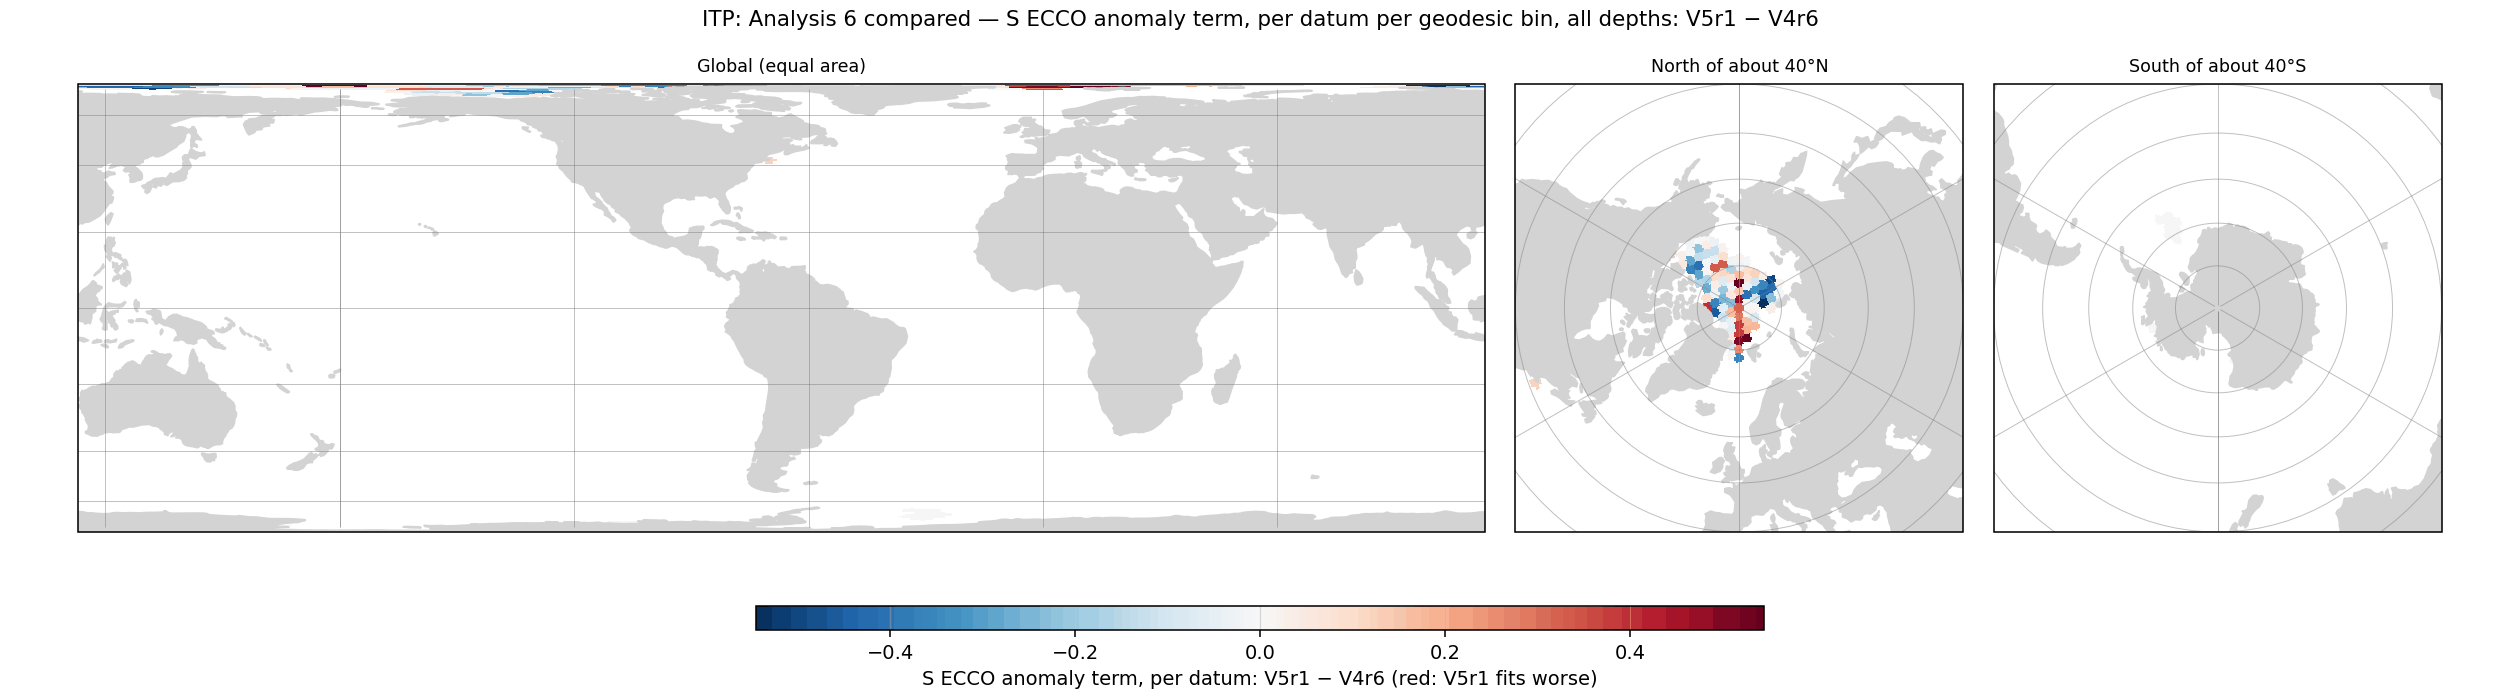 ITP: Analysis 6 compared — S ECCO anomaly term, per datum per geodesic bin, all depths: V5r1 − V4r6
Global (equal area)
North of about 40°N
South of about 40°S
−0.4
−0.2
0.0
0.2
0.4
S ECCO anomaly term, per datum: V5r1 − V4r6 (red: V5r1 fits worse)